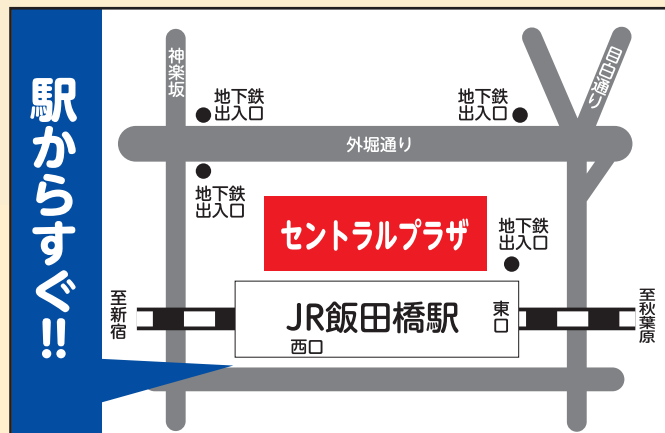 駅からすぐ!!
神楽坂
地下鉄
出入口
地下鉄
出入口
目白通り
外堀通り
地下鉄
出入口
セントラルプラザ
地下鉄
出入口
至新宿
JR飯田橋駅
東口
西口
至秋葉原